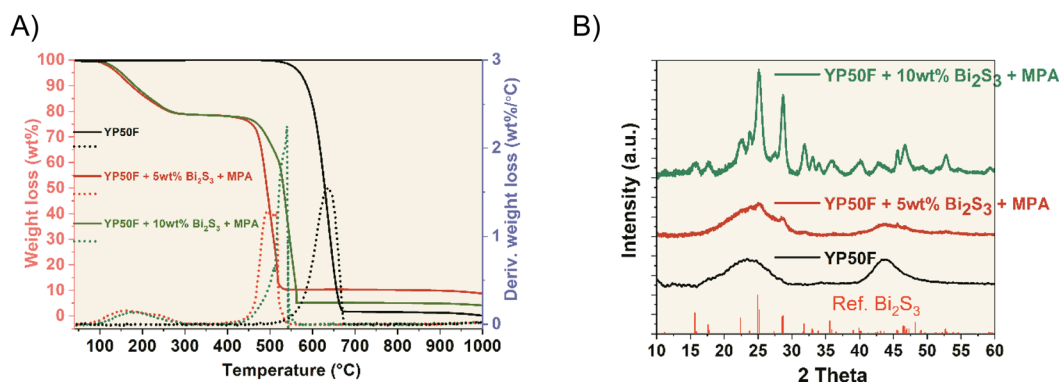 A)
Weight loss (wt%)
100
90
80
70
60
50
40
30
20
10
0
YP50F
YP50F + 5wt% Bi₂S₃ + MPA
YP50F + 10wt% Bi₂S₃ + MPA
3
2
1
0
Deriv. weight loss (wt%/°C)
100 200 300 400 500 600 700 800 900 1000
Temperature (°C)
B)
Intensity (a.u.)
YP50F + 10wt% Bi₂S₃ + MPA
YP50F + 5wt% Bi₂S₃ + MPA
YP50F
Ref. Bi₂S₃
10 15 20 25 30 35 40 45 50 55 60
2 Theta